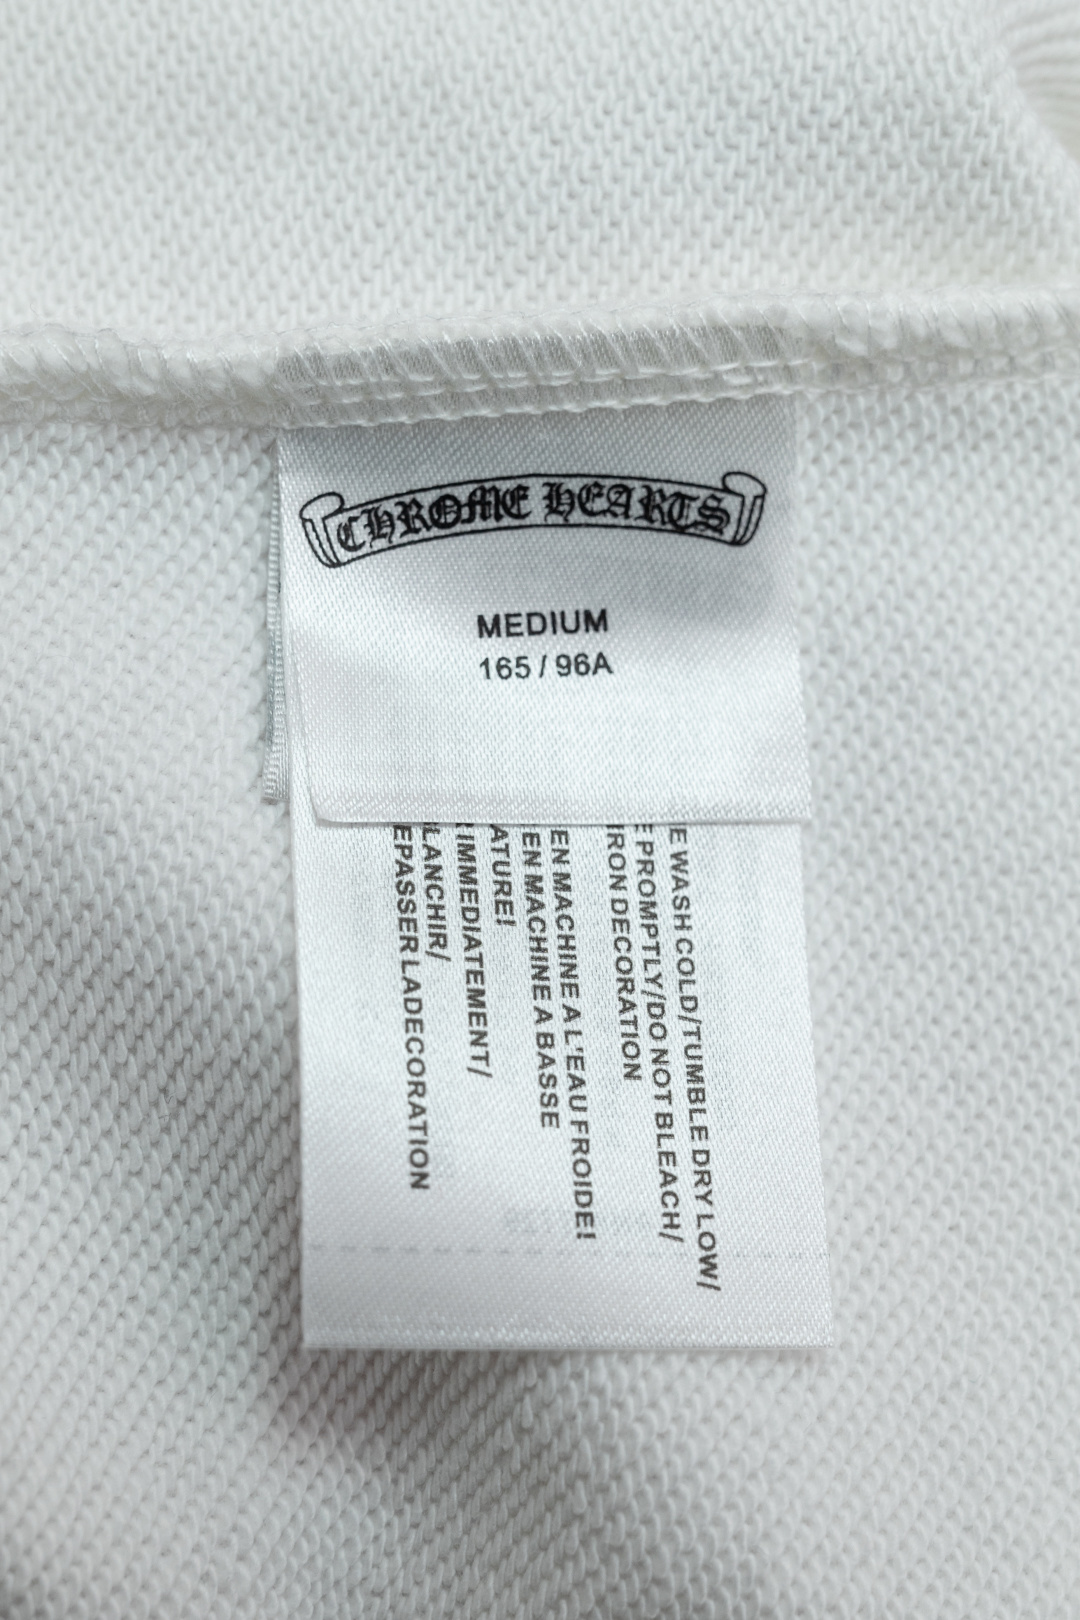 CHROME HEARTS
MEDIUM
165 / 96A
WASH COLD/TUMBLE DRY LOW/
PROMPTLY/DO NOT BLEACH/
IRON DECORATION
EN MACHINE A L'EAU FROIDE!
EN MACHINE A BASSE
ATURE!
IMMEDIATEMENT/
LANCHIR/
EPASSER LADECORATION